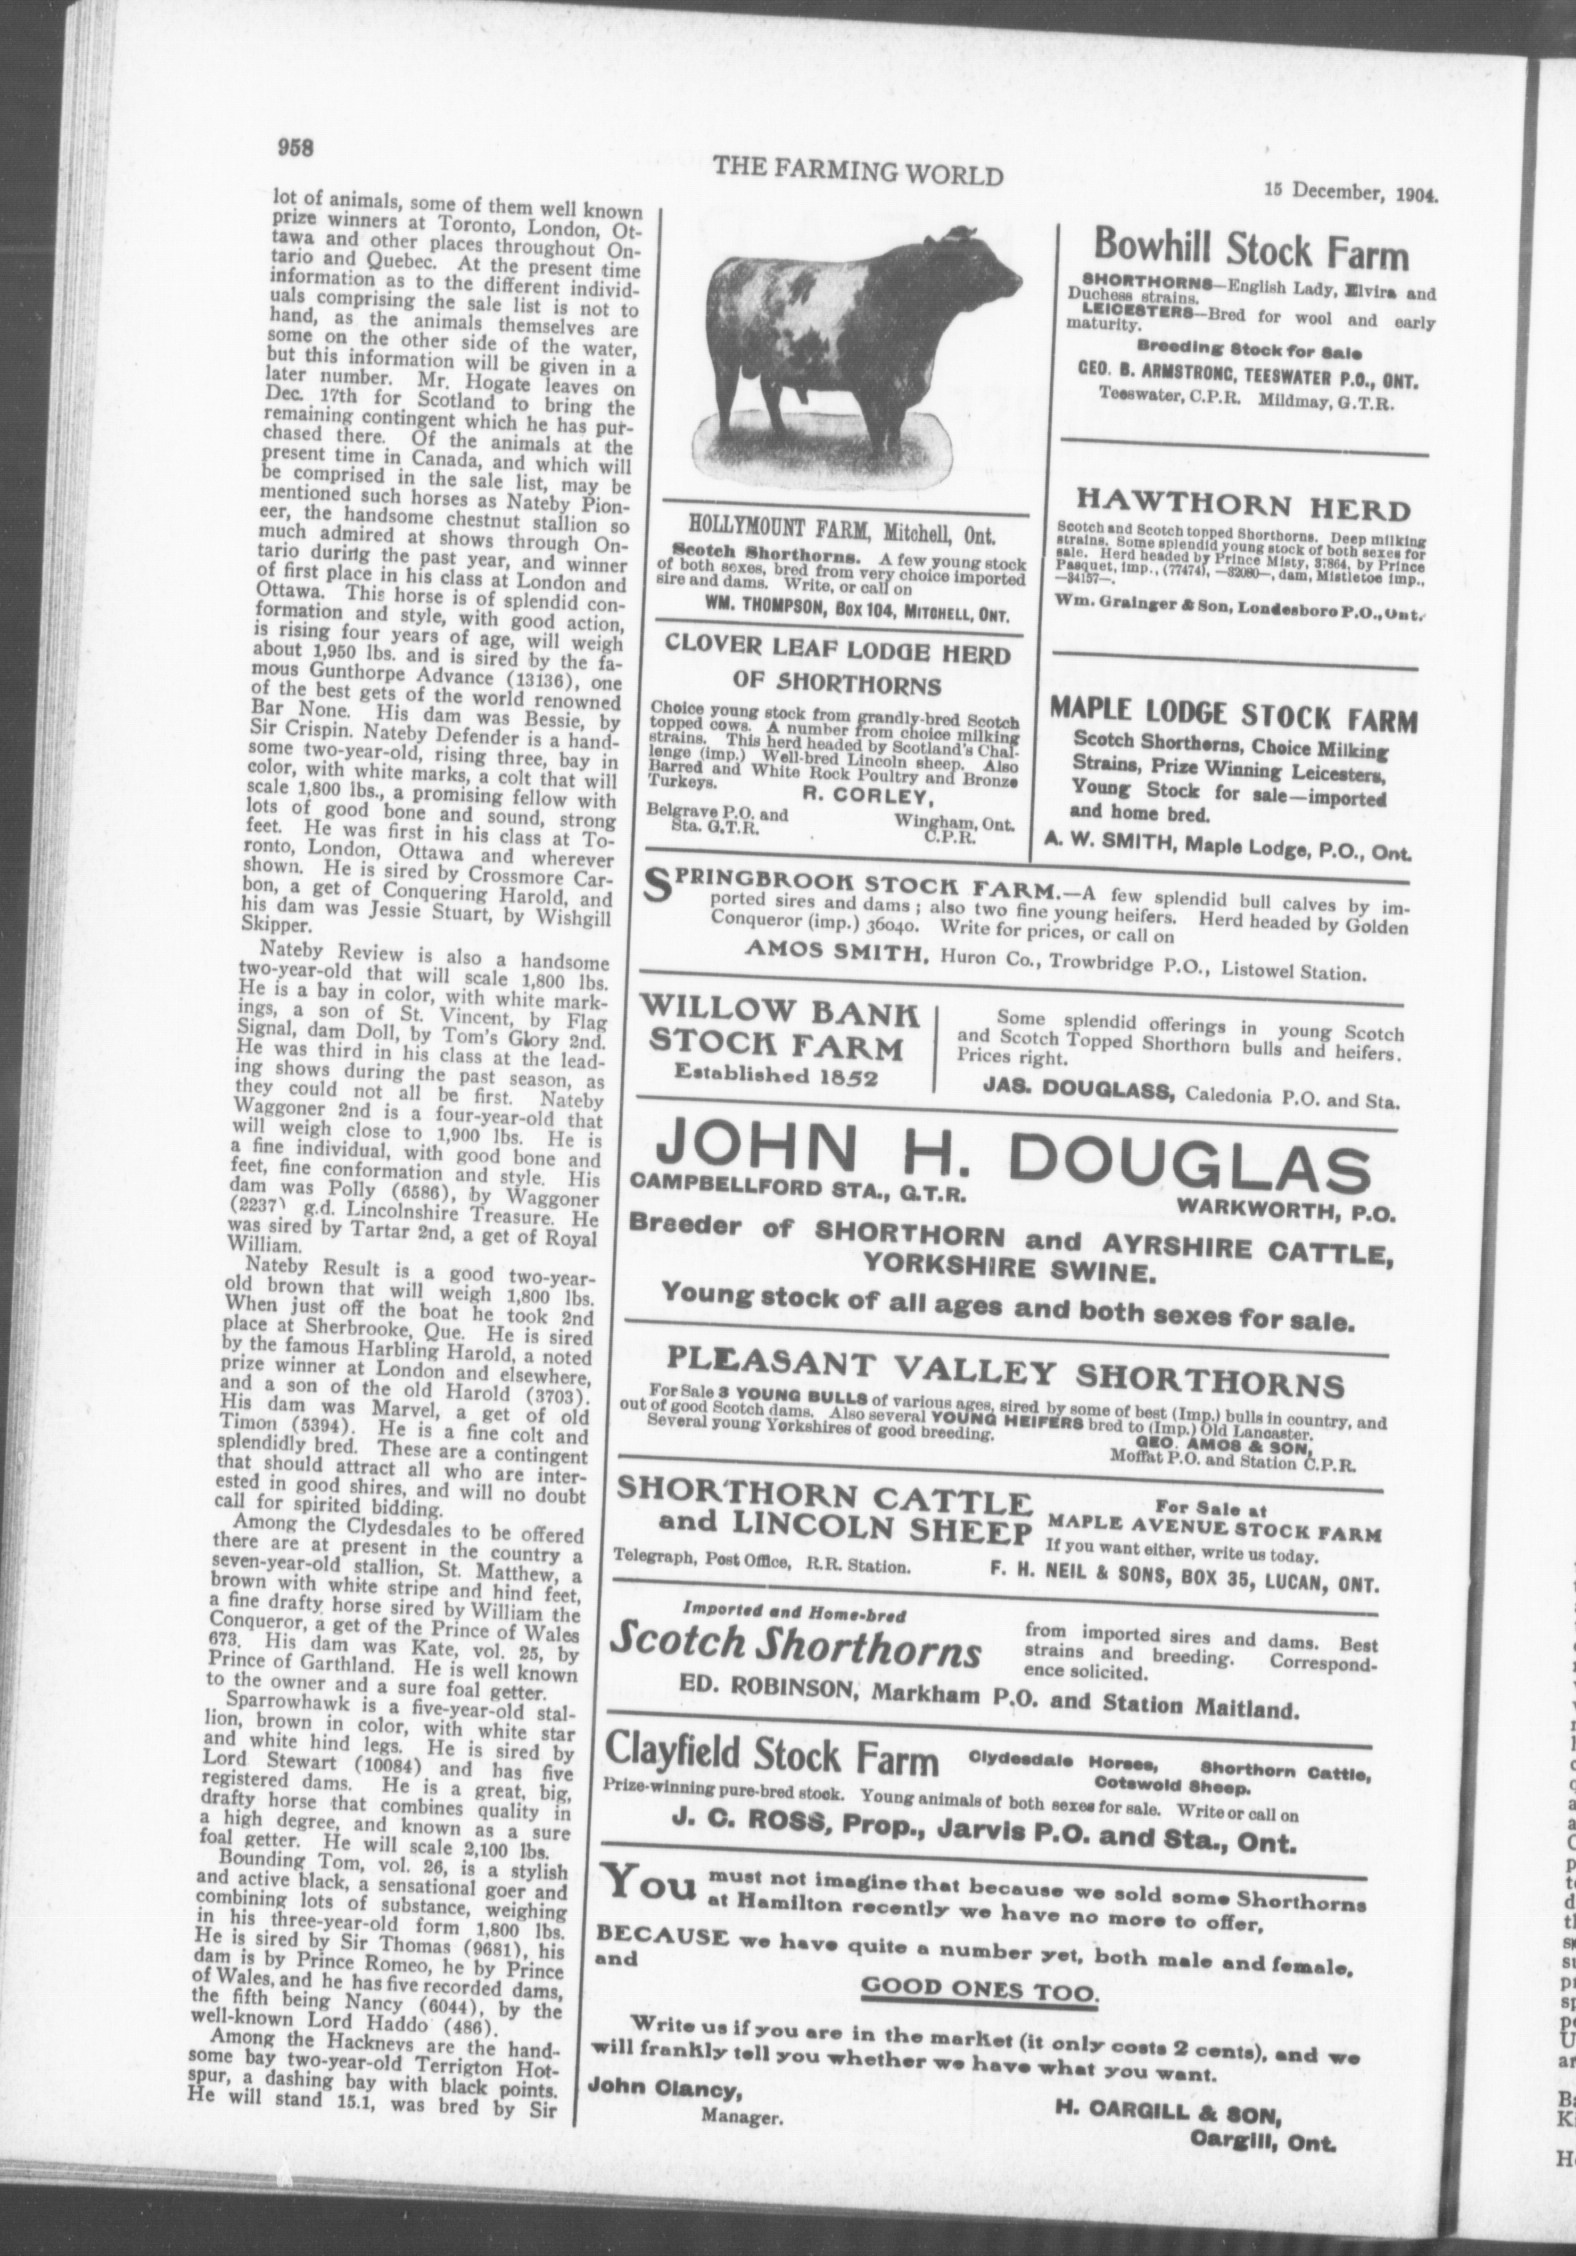 958
THE FARMING WORLD
15 December, 1904.
lot of animals, some of them well known
prize winners at Toronto, London, Ot-
tawa and other places throughout On-
tario and Quebec. At the present time
information as to the different individ-
uals comprising the sale list is not to
hand, as the animals themselves are
some on the other side of the water,
but this information will be given in a
later number. Mr. Hogate leaves on
Dec. 17th for Scotland to bring the
remaining contingent which he has pur-
chased there. Of the animals at the
present time in Canada, and which will
be comprised in the sale list, may be
mentioned such horses as Nateby Pion-
eer, the handsome chestnut stallion so
much admired at shows through On-
tario during the past year, and winner
of first place in his class at London and
Ottawa. This horse is of splendid con-
formation and style, with good action,
is rising four years of age, will weigh
about 1,950 lbs. and is sired by the fa-
mous Gunthorpe Advance (13136), one
of the best gets of the world renowned
Bar None. His dam was Bessie, by
Sir Crispin. Nateby Defender is a hand-
some two-year-old, rising three, bay in
color, with white marks, a colt that will
scale 1,800 lbs., a promising fellow with
lots of good bone and sound, strong
feet. He was first in his class at To-
ronto, London, Ottawa and wherever
shown. He is sired by Crossmore Car-
bon, a get of Conquering Harold, and
his dam was Jessie Stuart, by Wishgill
Skipper.
Nateby Review is also a handsome
two-year-old that will scale 1,800 lbs.
He is a bay in color, with white mark-
ings, a son of St. Vincent, by Flag
Signal, dam Doll, by Tom's Glory 2nd.
He was third in his class at the lead-
ing shows during the past season, as
they could not all be first. Nateby
Waggoner 2nd is a four-year-old that
will weigh close to 1,900 lbs. He is
a fine individual, with good bone and
feet, fine conformation and style. His
dam was Polly (6586), by Waggoner
(2237) g.d. Lincolnshire Treasure. He
was sired by Tartar 2nd, a get of Royal
William.
Nateby Result is a good two-year-
old brown that will weigh 1,800 lbs.
When just off the boat he took 2nd
place at Sherbrooke, Que. He is sired
by the famous Harbling Harold, a noted
prize winner at London and elsewhere,
and a son of the old Harold (3703).
His dam was Marvel, a get of old
Timon (5394). He is a fine colt and
splendidly bred. These are a contingent
that should attract all who are inter-
ested in good shires, and will no doubt
call for spirited bidding.
Among the Clydesdales to be offered
there are at present in the country a
seven-year-old stallion, St. Matthew, a
brown with white stripe and hind feet,
a fine drafty horse sired by William the
Conqueror, a get of the Prince of Wales
673. His dam was Kate, vol. 25, by
Prince of Garthland. He is well known
to the owner and a sure foal getter.
Sparrowhawk is a five-year-old stal-
lion, brown in color, with white star
and white hind legs. He is sired by
Lord Stewart (10084) and has five
registered dams. He is a great, big,
drafty horse that combines quality in
a high degree, and known as a sure
foal getter. He will scale 2,100 lbs.
Bounding Tom, vol. 26, is a stylish
and active black, a sensational goer and
combining lots of substance, weighing
in his three-year-old form 1,800 lbs.
He is sired by Sir Thomas (9681), his
dam is by Prince Romeo, he by Prince
of Wales, and he has five recorded dams,
the fifth being Nancy (6044), by the
well-known Lord Haddo (486).
Among the Hackneys are the hand-
some bay two-year-old Terrigton Hot-
spur, a dashing bay with black points.
He will stand 15.1, was bred by Sir
HOLLYMOUNT FARM, Mitchell, Ont.
Scotch Shorthorns. A few young stock
of both sexes, bred from very choice imported
sire and dams. Write, or call on
WM. THOMPSON, Box 104, MITCHELL, ONT.
CLOVER LEAF LODGE HERD
OF SHORTHORNS
Choice young stock from grandly-bred Scotch
topped cows. A number from choice milking
strains. This herd headed by Scotland's Chal-
lenge (imp.) Well-bred Lincoln sheep. Also
Barred and White Rock Poultry and Bronze
Turkeys.
R. CORLEY,
Belgrave P.O. and
Sta. G.T.R.
Wingham, Ont.
C.P.R.
Bowhill Stock Farm
SHORTHORNS—English Lady, Elvira and
Duchess strains.
LEICESTERS—Bred for wool and early
maturity.
Breeding Stock for Sale
GEO. B. ARMSTRONG, TEESWATER P.O., ONT.
Teeswater, C.P.R. Mildmay, G.T.R.
HAWTHORN HERD
Scotch and Scotch topped Shorthorns. Deep milking
strains. Some splendid young stock of both sexes for
sale. Herd headed by Prince Misty, 37864, by Prince
Pasquet, imp., (77474), —32080—, dam, Mistletoe imp.,
—34157—.
Wm. Grainger & Son, Londesboro P.O., Ont.
MAPLE LODGE STOCK FARM
Scotch Shorthorns, Choice Milking
Strains, Prize Winning Leicesters,
Young Stock for sale—imported
and home bred.
A. W. SMITH, Maple Lodge, P.O., Ont.
SPRINGBROOK STOCK FARM.—A few splendid bull calves by im-
ported sires and dams; also two fine young heifers. Herd headed by Golden
Conqueror (imp.) 36040. Write for prices, or call on
AMOS SMITH, Huron Co., Trowbridge P.O., Listowel Station.
WILLOW BANK
STOCK FARM
Established 1852
Some splendid offerings in young Scotch
and Scotch Topped Shorthorn bulls and heifers.
Prices right.
JAS. DOUGLASS, Caledonia P.O. and Sta.
JOHN H. DOUGLAS
CAMPBELLFORD STA., G.T.R.
WARKWORTH, P.O.
Breeder of SHORTHORN and AYRSHIRE CATTLE,
YORKSHIRE SWINE.
Young stock of all ages and both sexes for sale.
PLEASANT VALLEY SHORTHORNS
For Sale 3 YOUNG BULLS of various ages, sired by some of best (Imp.) bulls in country, and
out of good Scotch dams. Also several YOUNG HEIFERS bred to (Imp.) Old Lancaster.
Several young Yorkshires of good breeding.
GEO. AMOS & SON,
Moffat P.O. and Station C.P.R.
SHORTHORN CATTLE
and LINCOLN SHEEP
For Sale at
MAPLE AVENUE STOCK FARM
If you want either, write us today.
Telegraph, Post Office, R.R. Station.
F. H. NEIL & SONS, BOX 35, LUCAN, ONT.
Imported and Home-bred
Scotch Shorthorns
from imported sires and dams. Best
strains and breeding. Correspond-
ence solicited.
ED. ROBINSON, Markham P.O. and Station Maitland.
Clayfield Stock Farm
Clydesdale Horses, Shorthorn Cattle,
Cotswold Sheep.
Prize-winning pure-bred stock. Young animals of both sexes for sale. Write or call on
J. C. ROSS, Prop., Jarvis P.O. and Sta., Ont.
You must not imagine that because we sold some Shorthorns
at Hamilton recently we have no more to offer,
BECAUSE we have quite a number yet, both male and female,
and
GOOD ONES TOO.
Write us if you are in the market (it only costs 2 cents), and we
will frankly tell you whether we have what you want.
John Clancy,
Manager.
H. CARGILL & SON,
Cargill, Ont.